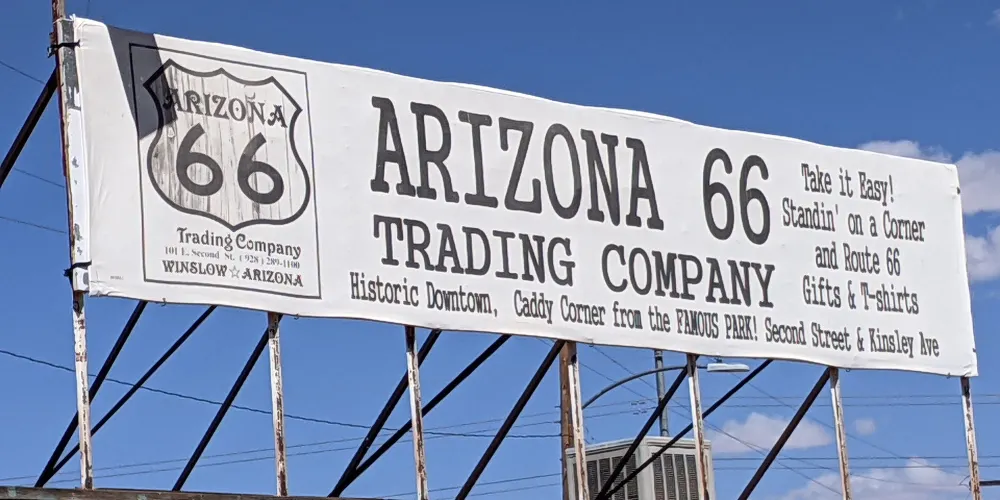 ARIZONA
66
Trading Company
101 E. Second St. (928) 289-1100
WINSLOW☆ARIZONA
ARIZONA 66
TRADING COMPANY
Historic Downtown, Caddy Corner from the FAMOUS PARK! Second Street & Kinsley Ave
Take it Easy!
Standin' on a Corner
and Route 66
Gifts & T-shirts